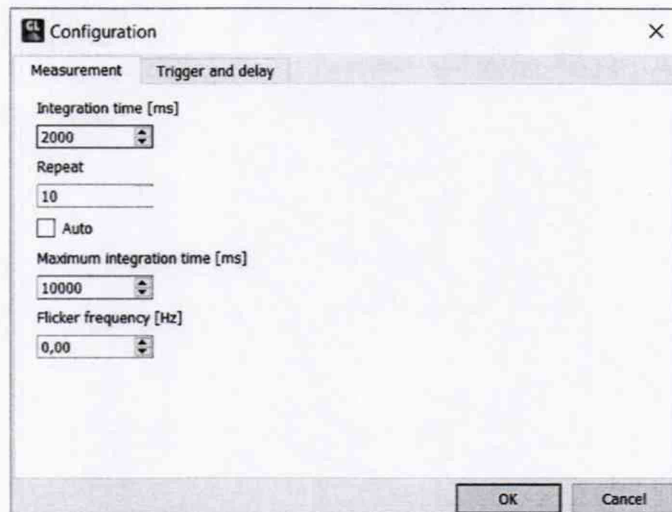 GL
Configuration
Measurement Trigger and delay
Integration time [ms]
2000
Repeat
10
Auto
Maximum integration time [ms]
10000
Flicker frequency [Hz]
0,00
OK Cancel